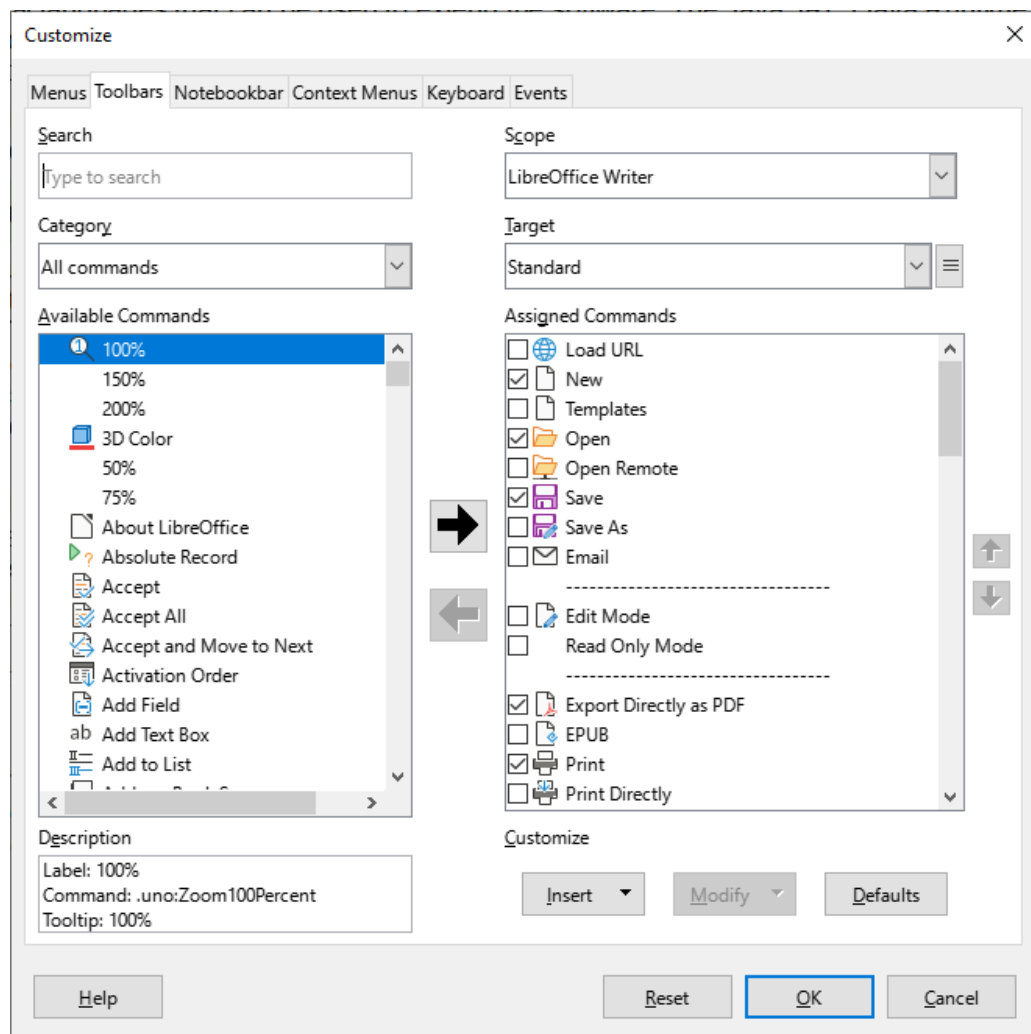 Customize
Menus Toolbars Notebookbar Context Menus Keyboard Events
Search
Type to search
Category
All commands
Available Commands
100%
150%
200%
3D Color
50%
75%
About LibreOffice
Absolute Record
Accept
Accept All
Accept and Move to Next
Activation Order
Add Field
ab Add Text Box
Add to List
Description
Label: 100%
Command: .uno:Zoom100Percent
Tooltip: 100%
Scope
LibreOffice Writer
Target
Standard
Assigned Commands
Load URL
New
Templates
Open
Open Remote
Save
Save As
Email
----------------------------------
Edit Mode
Read Only Mode
----------------------------------
Export Directly as PDF
EPUB
Print
Print Directly
Customize
Insert
Modify
Defaults
Help
Reset
OK
Cancel